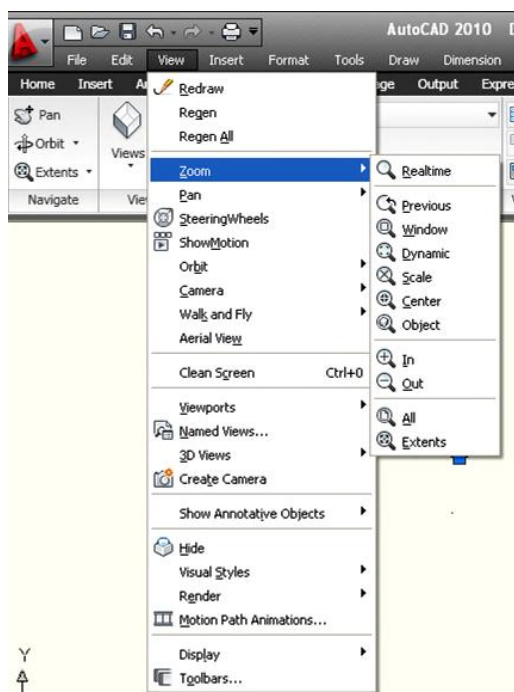 AutoCAD 2010
File Edit View Insert Format Tools Draw Dimension
Home Inse Output Expre
Pan
Orbit
Extents
Views
Navigate
Redraw
Regen
Regen All
Zoom
Pan
SteeringWheels
ShowMotion
Orbit
Camera
Walk and Fly
Aerial View
Clean Screen Ctrl+0
Viewports
Named Views...
3D Views
Create Camera
Show Annotative Objects
Hide
Visual Styles
Render
Motion Path Animations...
Display
Toolbars...
Realtime
Previous
Window
Dynamic
Scale
Center
Object
In
Out
All
Extents
Y